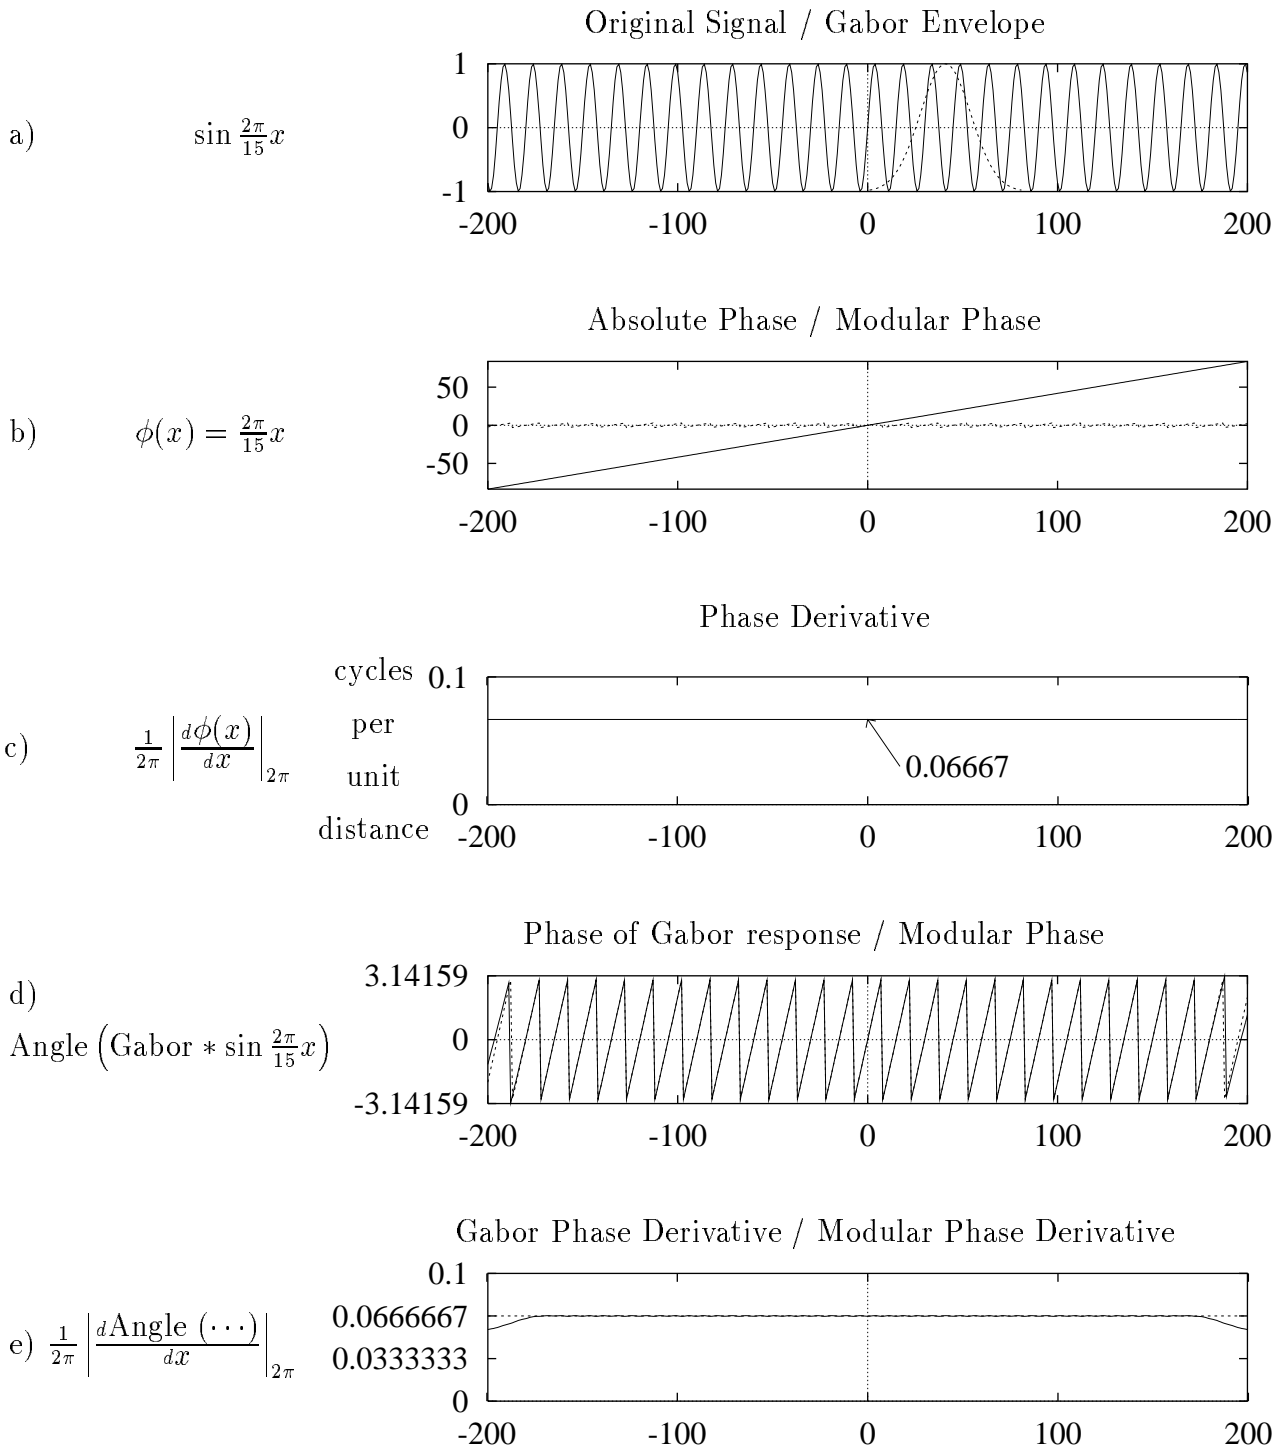 Original Signal / Gabor Envelope
a) sin 2π/15 x
1
0
-1
-200 -100 0 100 200
Absolute Phase / Modular Phase
b) ϕ(x) = 2π/15 x
50
0
-50
-200 -100 0 100 200
Phase Derivative
c) 1/2π |dϕ(x)/dx|2π
cycles
per
unit
distance
0.1
0.06667
0
-200 -100 0 100 200
Phase of Gabor response / Modular Phase
d)
Angle (Gabor ∗ sin 2π/15 x)
3.14159
0
-3.14159
-200 -100 0 100 200
Gabor Phase Derivative / Modular Phase Derivative
e) 1/2π |dAngle (···)/dx|2π
0.1
0.0666667
0.0333333
0
-200 -100 0 100 200